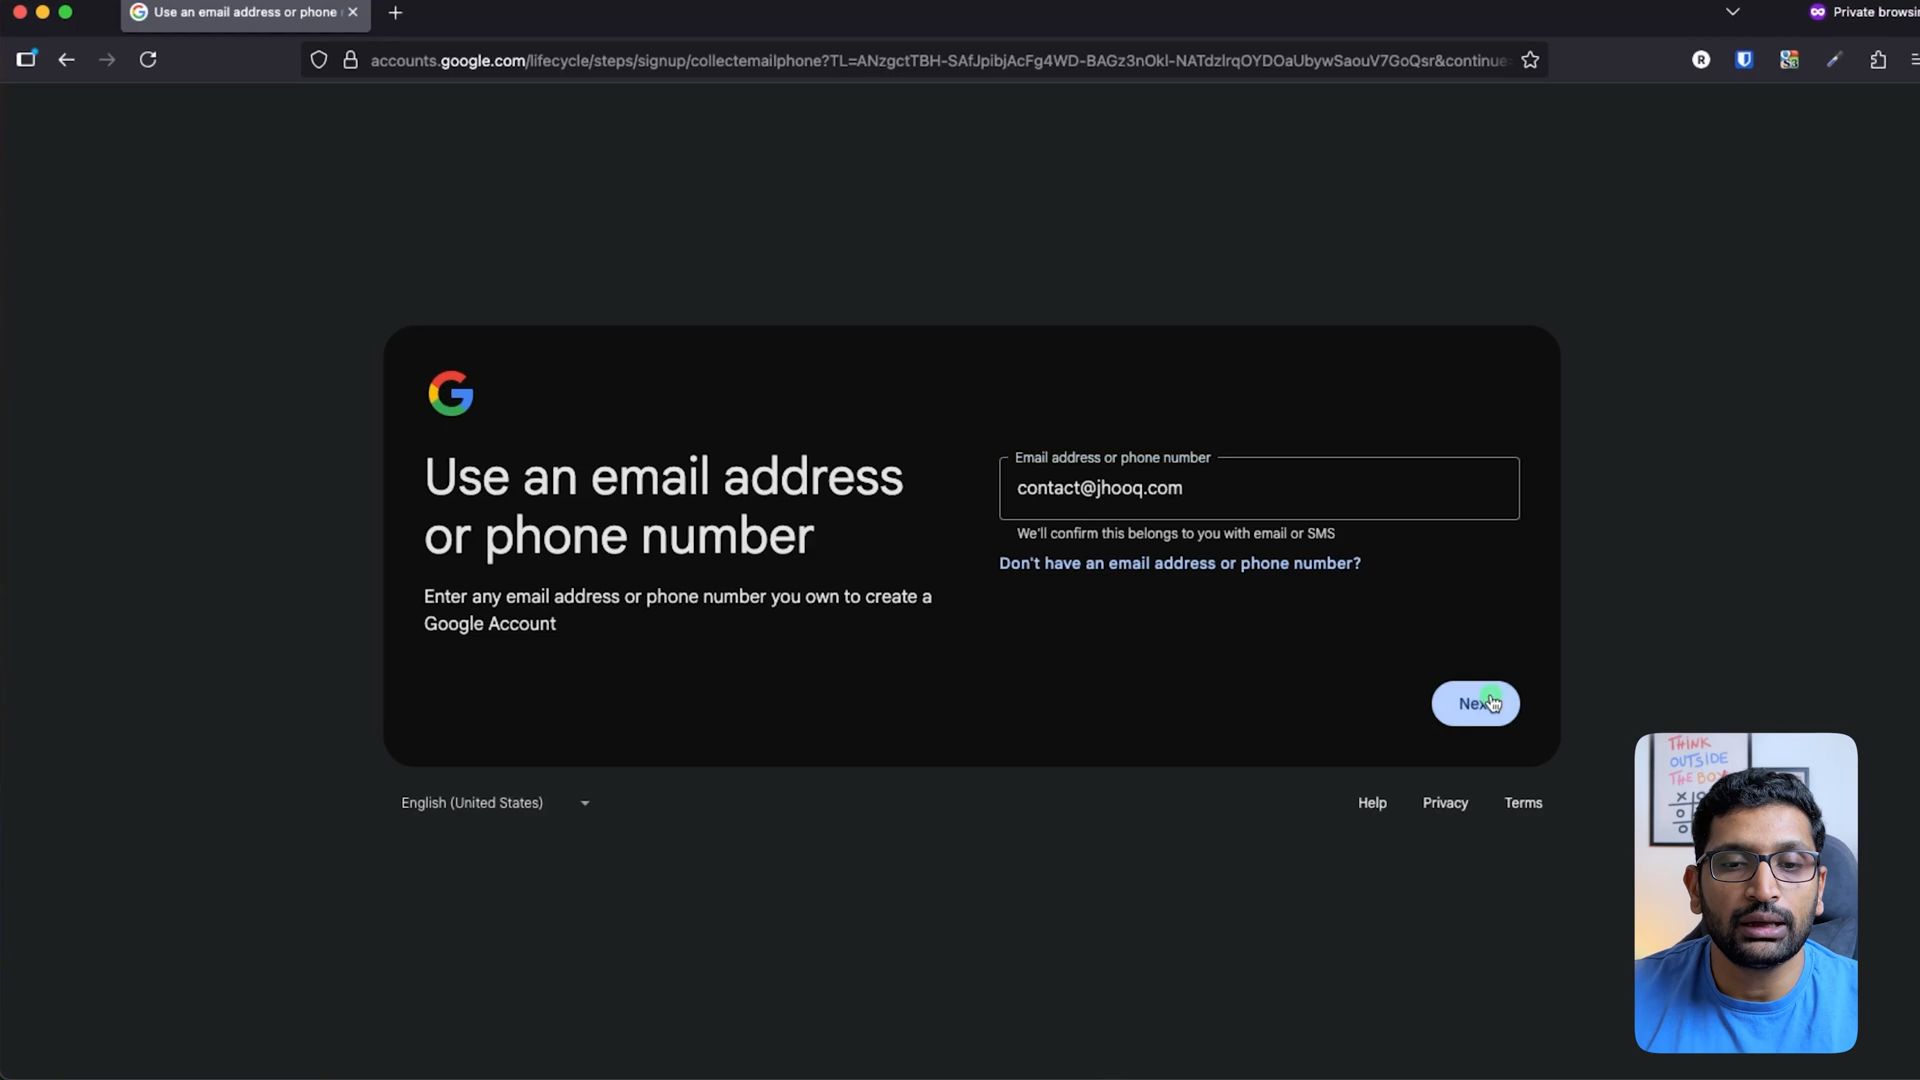 Use an email address or phone
Private browsin
accounts.google.com/lifecycle/steps/signup/collectemailphone?TL=ANzgctTBH-SAfJpibjAcFg4WD-BAGz3nOkl-NATdzIrqOYDOaUbywSaouV7GoQsr&continue
R
Use an email address
or phone number
Enter any email address or phone number you own to create a
Google Account
Email address or phone number
contact@jhooq.com
We'll confirm this belongs to you with email or SMS
Don't have an email address or phone number?
Next
English (United States)
Help
Privacy
Terms
THINK
OUTSIDE
THE BOX